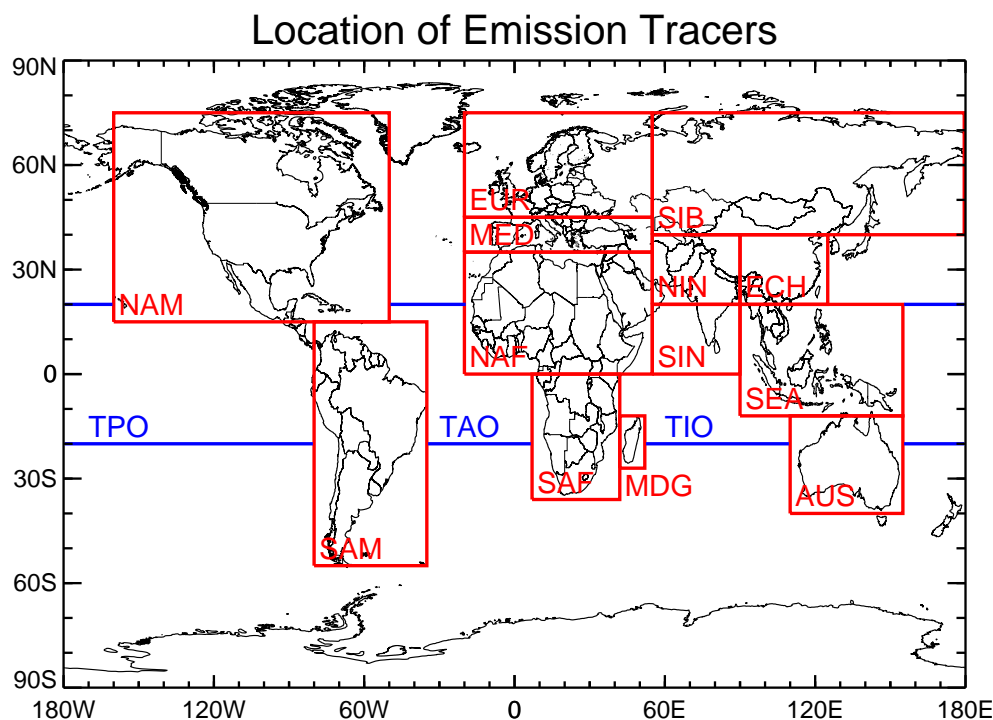 Location of Emission Tracers
90N
60N
30N
0
30S
60S
90S
180W
120W
60W
0
60E
120E
180E
NAM
EUR
MED
SIB
NIN
ECH
NAF
SIN
SEA
TPO
TAO
TIO
SAF
MDG
AUS
SAM